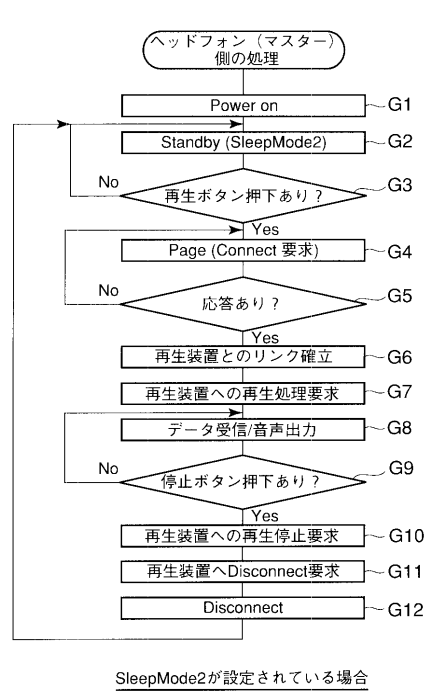 ヘッドフォン（マスター）
側の処理
Power on G1
Standby (SleepMode2) G2
No 再生ボタン押下あり？ G3
Yes
Page (Connect 要求) G4
No 応答あり？ G5
Yes
再生装置とのリンク確立 G6
再生装置への再生処理要求 G7
データ受信/音声出力 G8
No 停止ボタン押下あり？ G9
Yes
再生装置への再生停止要求 G10
再生装置へDisconnect要求 G11
Disconnect G12
SleepMode2が設定されている場合